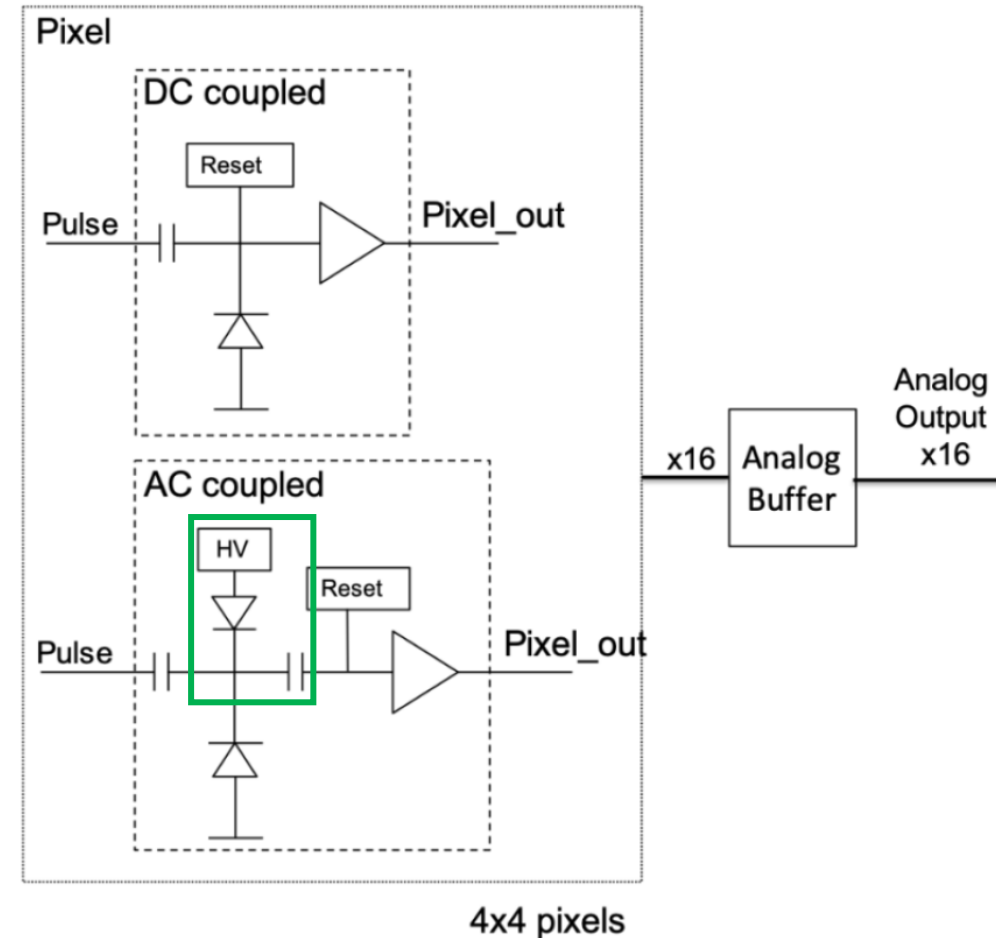 Pixel
DC coupled
Reset
Pulse
Pixel_out
AC coupled
HV
Reset
Pulse
Pixel_out
x16
Analog
Buffer
Analog
Output
x16
4x4 pixels